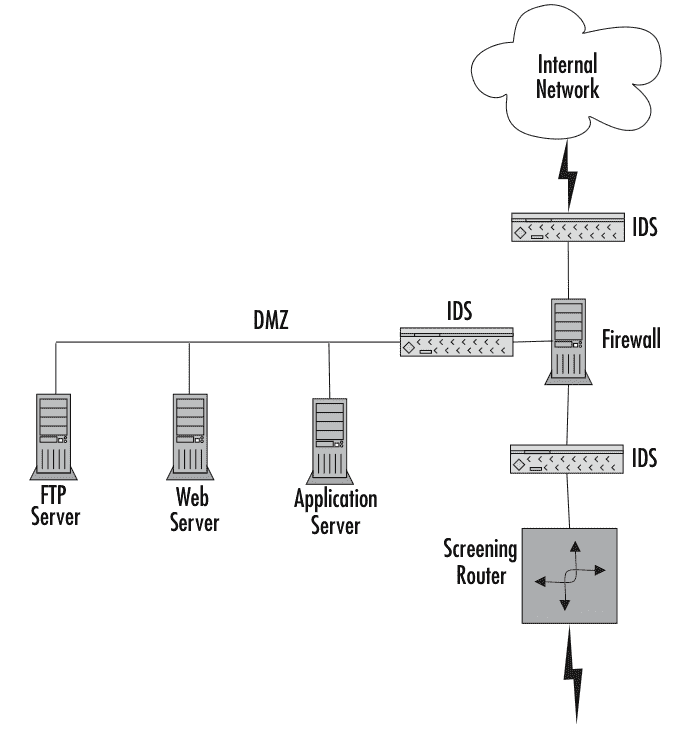 Internal
Network
IDS
IDS
DMZ
Firewall
IDS
FTP
Server
Web
Server
Application
Server
Screening
Router